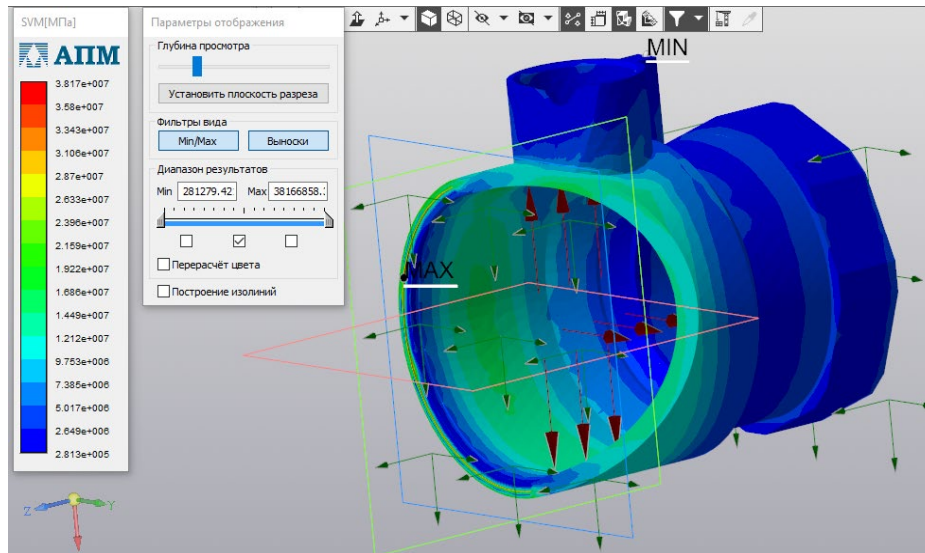 SVM[МПа]
АПМ
3.817e+007
3.58e+007
3.343e+007
3.106e+007
2.87e+007
2.633e+007
2.396e+007
2.159e+007
1.922e+007
1.686e+007
1.449e+007
1.212e+007
9.753e+006
7.385e+006
5.017e+006
2.649e+006
2.813e+005
Параметры отображения
Глубина просмотра
Установить плоскость разреза
Фильтры вида
Min/Max
Выноски
Диапазон результатов
Min 281279.42 Max 38166858.
Перерасчёт цвета
Построение изолиний
MIN
MAX
Z
Y